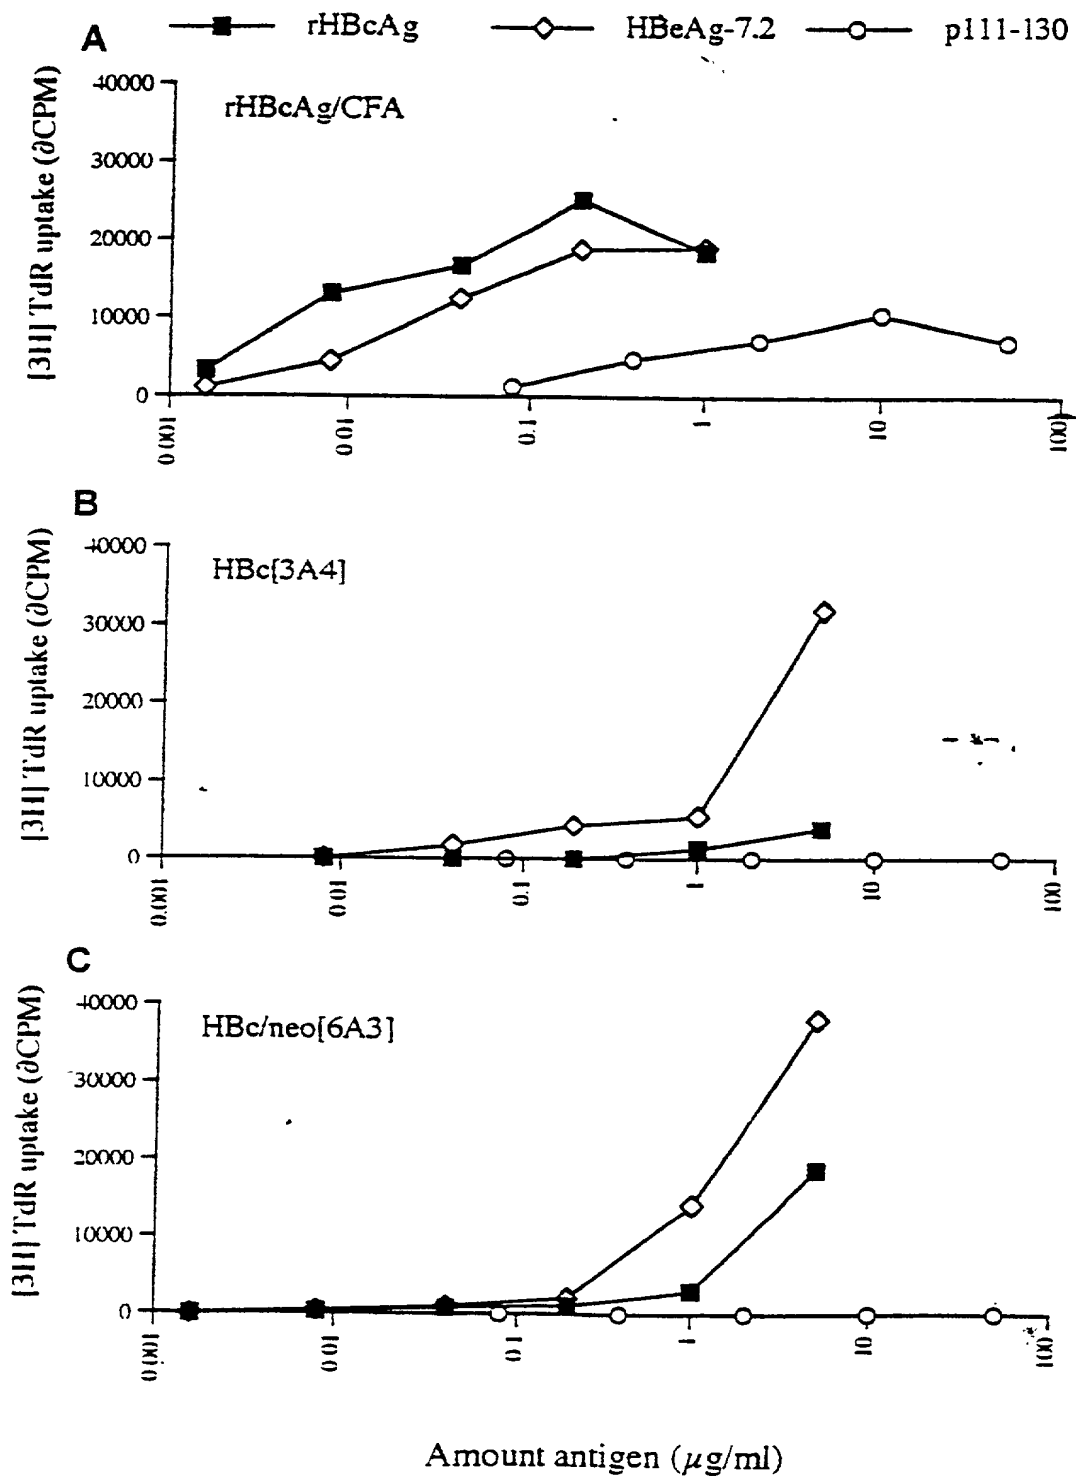 rHBcAg HBeAg-7.2 p111-130
A
rHBcAg/CFA
[3H] TdR uptake (∂CPM)
40000
30000
20000
10000
0
0.001 0.01 0.1 1 10 100
B
HBc[3A4]
[3H] TdR uptake (∂CPM)
40000
30000
20000
10000
0
0.001 0.01 0.1 1 10 100
C
HBc/neo[6A3]
[3H] TdR uptake (∂CPM)
40000
30000
20000
10000
0
0.001 0.01 0.1 1 10 100
Amount antigen (µg/ml)